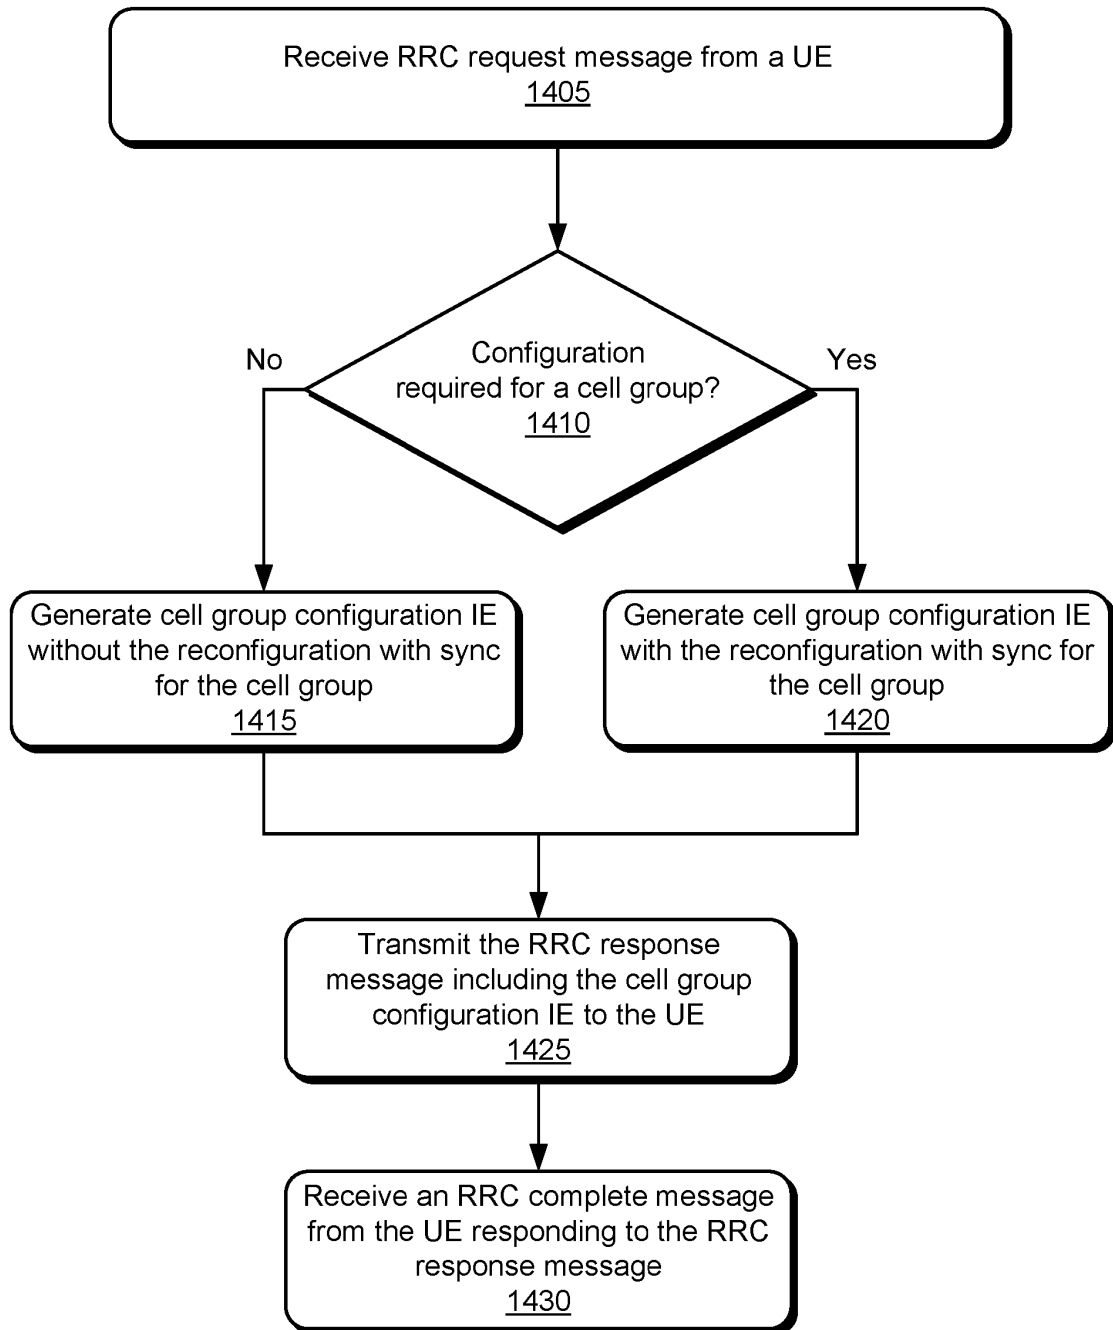 Receive RRC request message from a UE
1405
Configuration
required for a cell group?
1410
No
Yes
Generate cell group configuration IE
without the reconfiguration with sync
for the cell group
1415
Generate cell group configuration IE
with the reconfiguration with sync for
the cell group
1420
Transmit the RRC response
message including the cell group
configuration IE to the UE
1425
Receive an RRC complete message
from the UE responding to the RRC
response message
1430